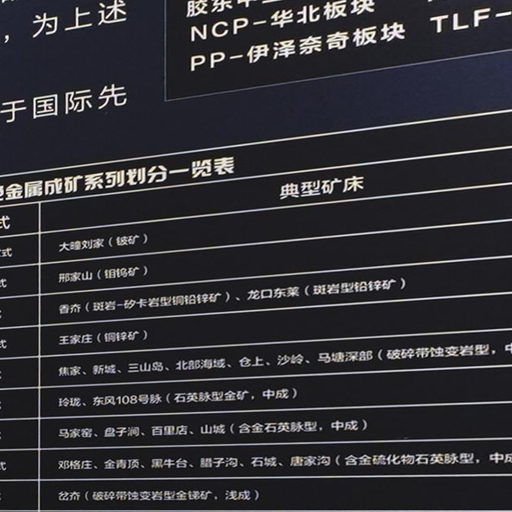 ，为上述
于国际先
胶东
NCP-华北板块
PP-伊泽奈奇板块 TLF-
金属成矿系列划分一览表
式 典型矿床
式 大疃刘家（铍矿）
式 邢家山（钼钨矿）
香夼（斑岩-矽卡岩型铜铅锌矿）、龙口东莱（斑岩型铅锌矿）
王家庄（铜锌矿）
焦家、新城、三山岛、北部海域、仓上、沙岭、马塘深部（破碎带蚀变岩型，中
玲珑、东风108号脉（石英脉型金矿，中成）
马家窑、盘子涧、百里店、山城（含金石英脉型，中成）
式 邓格庄、金青顶、黑牛台、腊子沟、石城、唐家沟（含金硫化物石英脉型，中成
岔夼（破碎带蚀变岩型金锑矿，浅成）